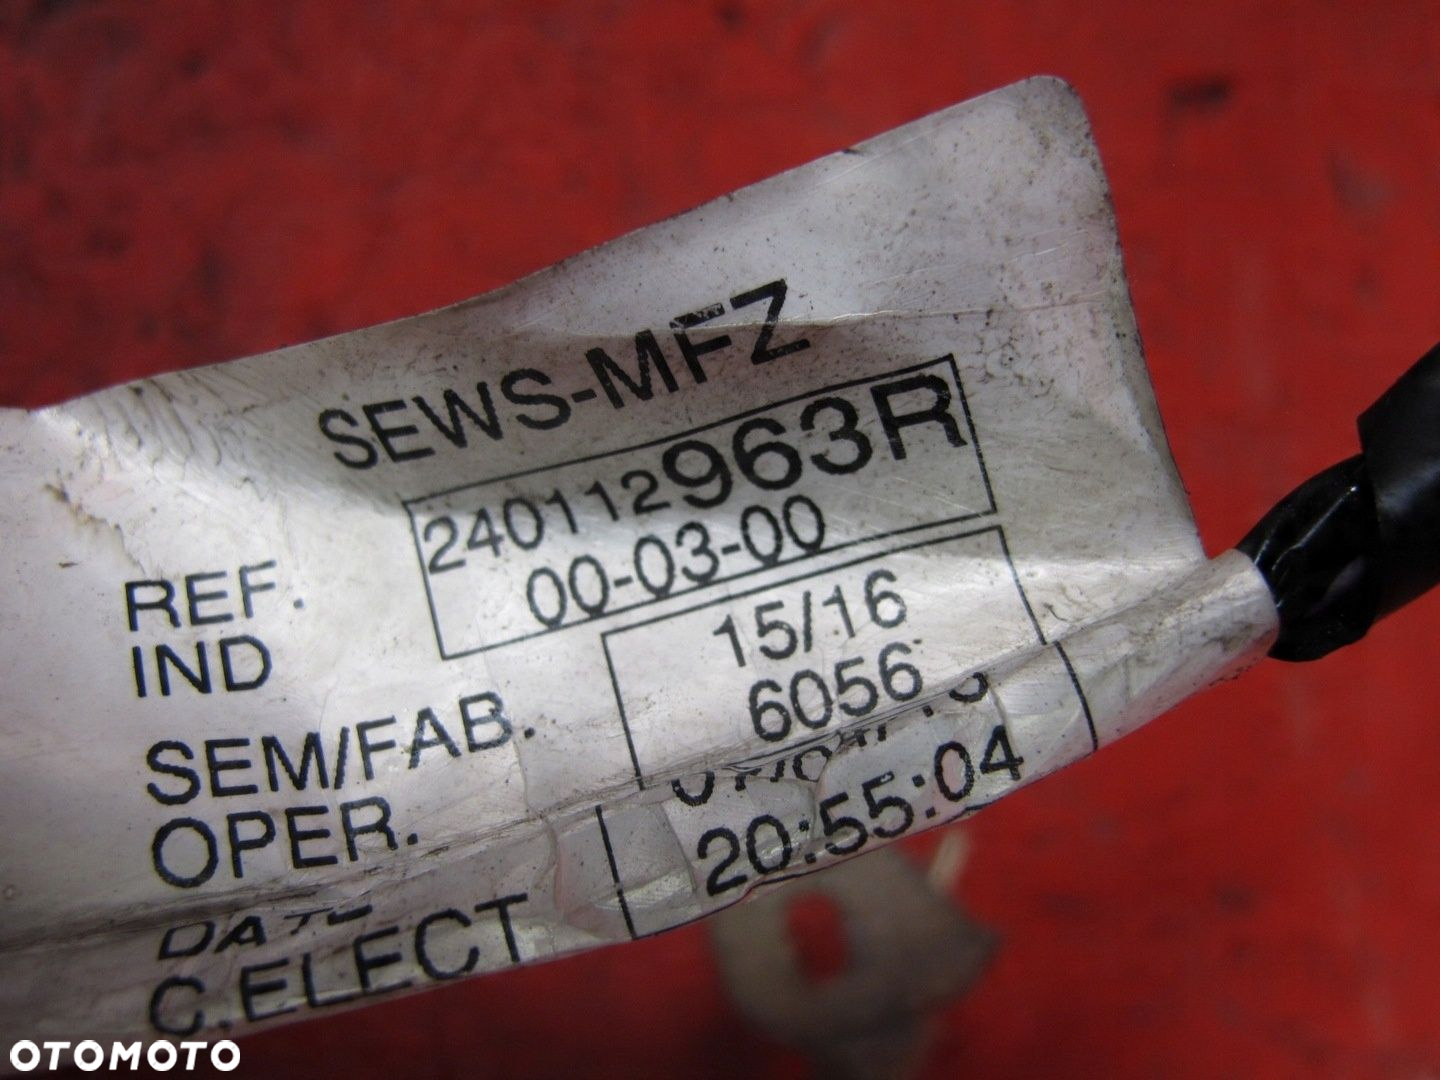 SEWS-MFZ
REF. 240112963R
IND 00-03-00
SEM/FAB. 15/16
OPER. 6056
DATE
C.ELECT 20:55:04
OTOMOTO